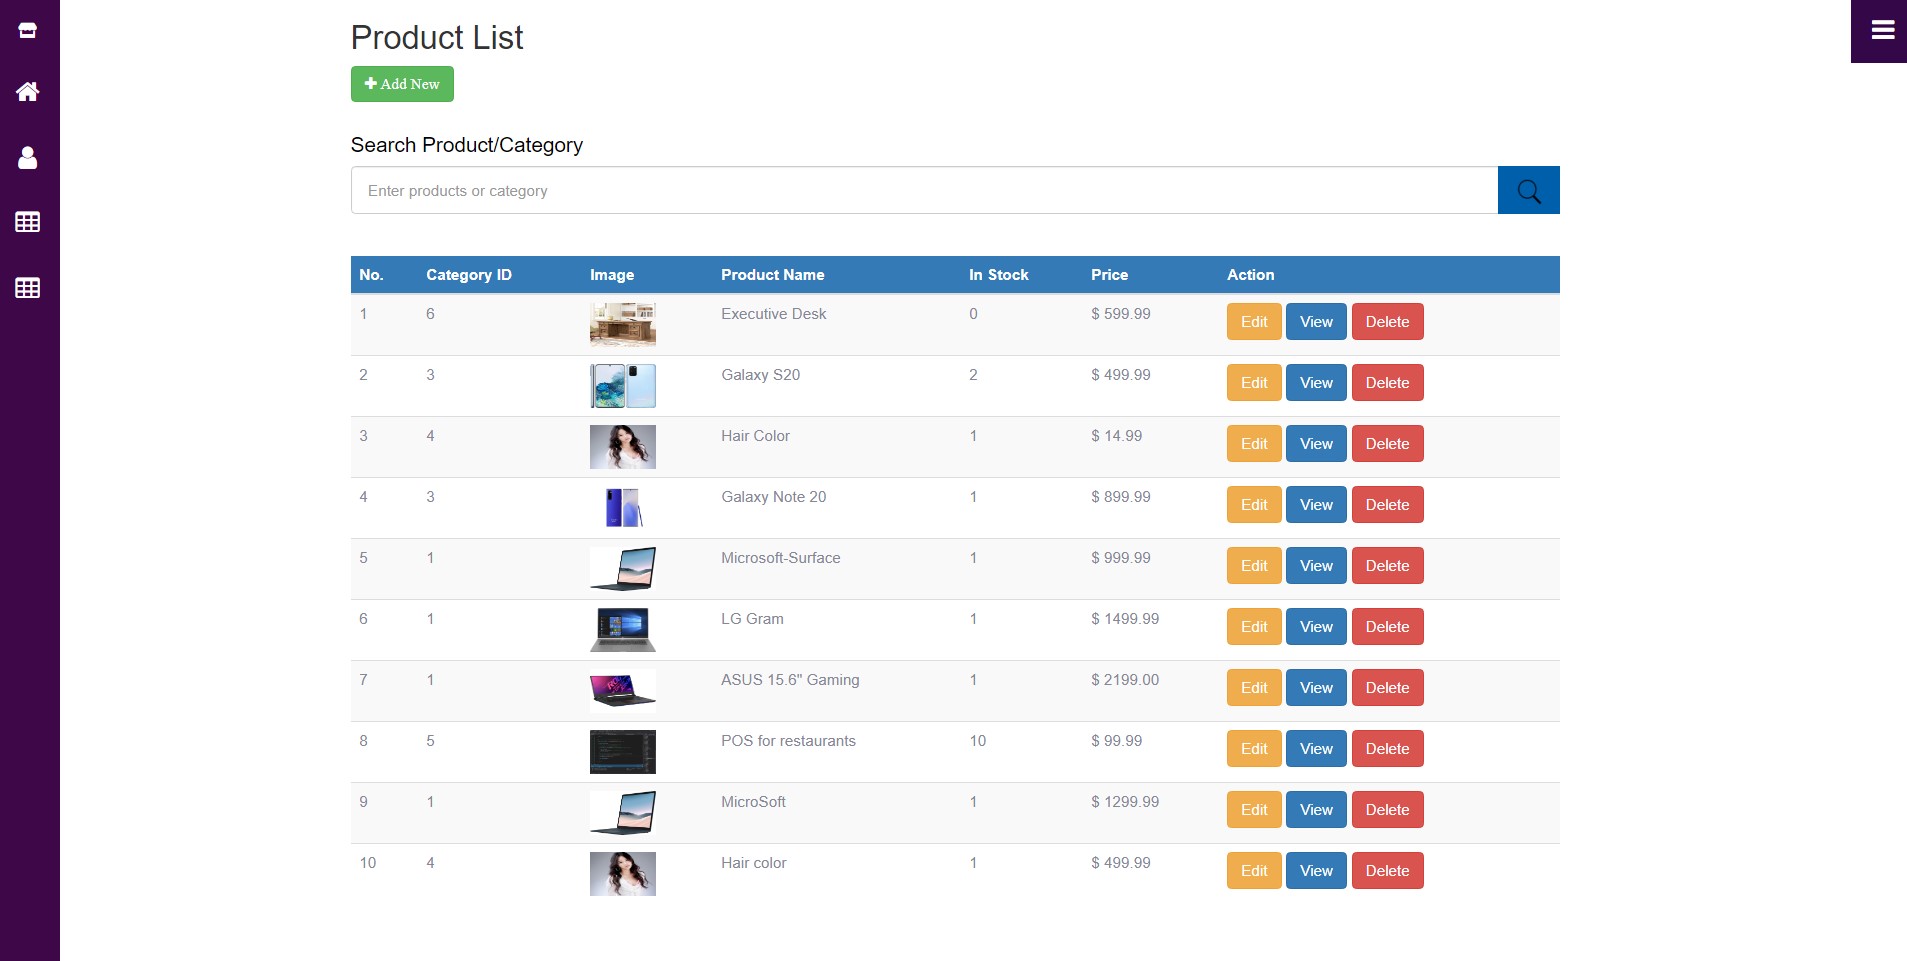 Product List
Add New
Search Product/Category
Enter products or category
No. Category ID Image Product Name In Stock Price Action
1 6 Executive Desk 0 $ 599.99 Edit View Delete
2 3 Galaxy S20 2 $ 499.99 Edit View Delete
3 4 Hair Color 1 $ 14.99 Edit View Delete
4 3 Galaxy Note 20 1 $ 899.99 Edit View Delete
5 1 Microsoft-Surface 1 $ 999.99 Edit View Delete
6 1 LG Gram 1 $ 1499.99 Edit View Delete
7 1 ASUS 15.6" Gaming 1 $ 2199.00 Edit View Delete
8 5 POS for restaurants 10 $ 99.99 Edit View Delete
9 1 MicroSoft 1 $ 1299.99 Edit View Delete
10 4 Hair color 1 $ 499.99 Edit View Delete